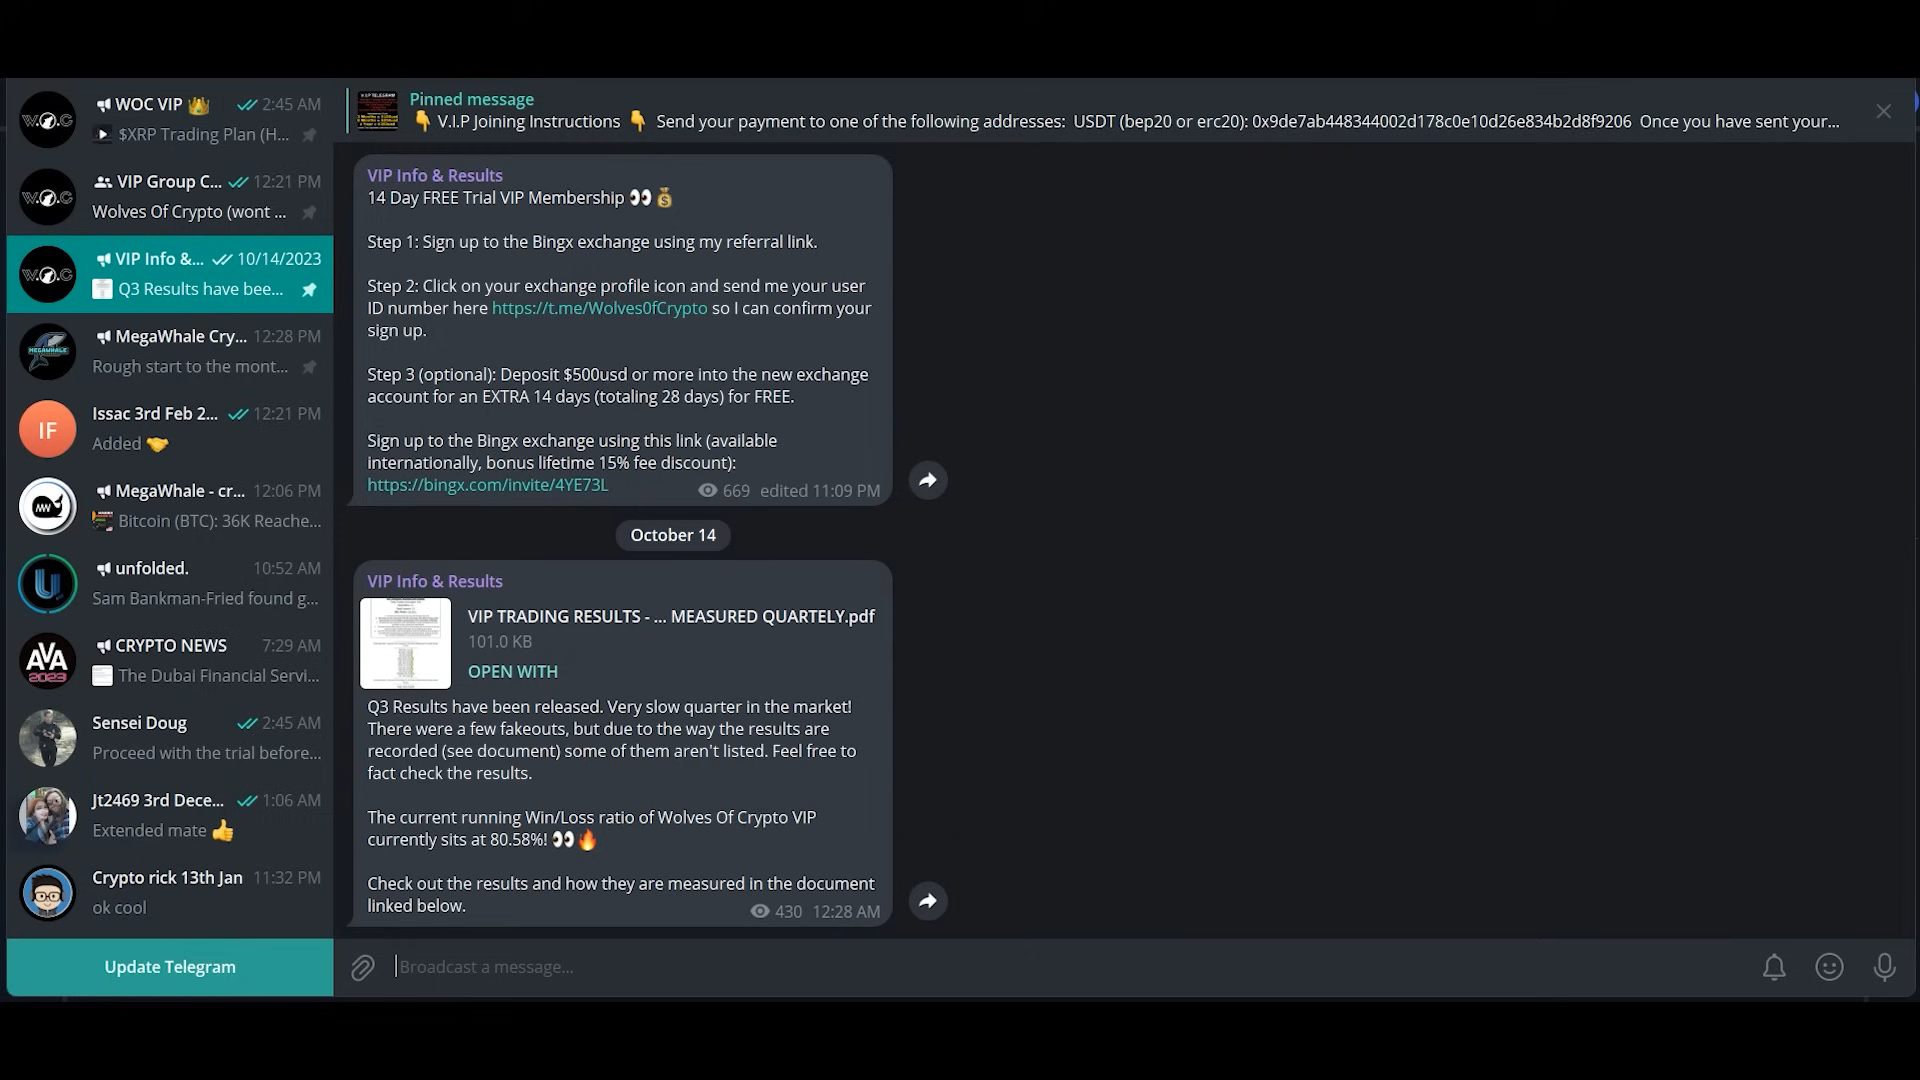 WOC VIP 👑 2:45 AM
$XRP Trading Plan (H...
VIP Group C... 12:21 PM
Wolves Of Crypto (wont ...
VIP Info &... 10/14/2023
Q3 Results have bee...
MegaWhale Cry... 12:28 PM
Rough start to the mont...
Issac 3rd Feb 2... 12:21 PM
IF
Added 🤝
MegaWhale - cr... 12:06 PM
Bitcoin (BTC): 36K Reache...
unfolded. 10:52 AM
Sam Bankman-Fried found g...
CRYPTO NEWS 7:29 AM
AVA
2023
The Dubai Financial Servi...
Sensei Doug 2:45 AM
Proceed with the trial before...
Jt2469 3rd Dece... 1:06 AM
Extended mate 👍
Crypto rick 13th Jan 11:32 PM
ok cool
Update Telegram
Pinned message
👇 V.I.P Joining Instructions 👇 Send your payment to one of the following addresses: USDT (bep20 or erc20): 0x9de7ab448344002d178c0e10d26e834b2d8f9206 Once you have sent your...
VIP Info & Results
14 Day FREE Trial VIP Membership 👀💰
Step 1: Sign up to the Bingx exchange using my referral link.
Step 2: Click on your exchange profile icon and send me your user
ID number here https://t.me/Wolves0fCrypto so I can confirm your
sign up.
Step 3 (optional): Deposit $500usd or more into the new exchange
account for an EXTRA 14 days (totaling 28 days) for FREE.
Sign up to the Bingx exchange using this link (available
internationally, bonus lifetime 15% fee discount):
https://bingx.com/invite/4YE73L 669 edited 11:09 PM
October 14
VIP Info & Results
VIP TRADING RESULTS - ... MEASURED QUARTELY.pdf
101.0 KB
OPEN WITH
Q3 Results have been released. Very slow quarter in the market!
There were a few fakeouts, but due to the way the results are
recorded (see document) some of them aren't listed. Feel free to
fact check the results.
The current running Win/Loss ratio of Wolves Of Crypto VIP
currently sits at 80.58%! 👀🔥
Check out the results and how they are measured in the document
linked below. 430 12:28 AM
Broadcast a message...